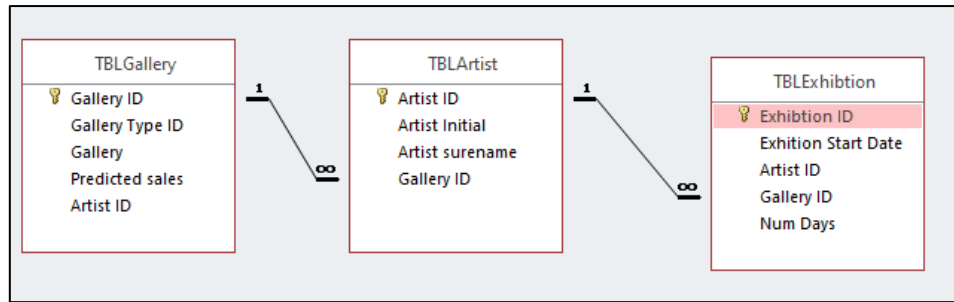 TBLGallery
Gallery ID
Gallery Type ID
Gallery
Predicted sales
Artist ID
1
∞
TBLArtist
Artist ID
Artist Initial
Artist surename
Gallery ID
1
∞
TBLExhibtion
Exhibtion ID
Exhition Start Date
Artist ID
Gallery ID
Num Days